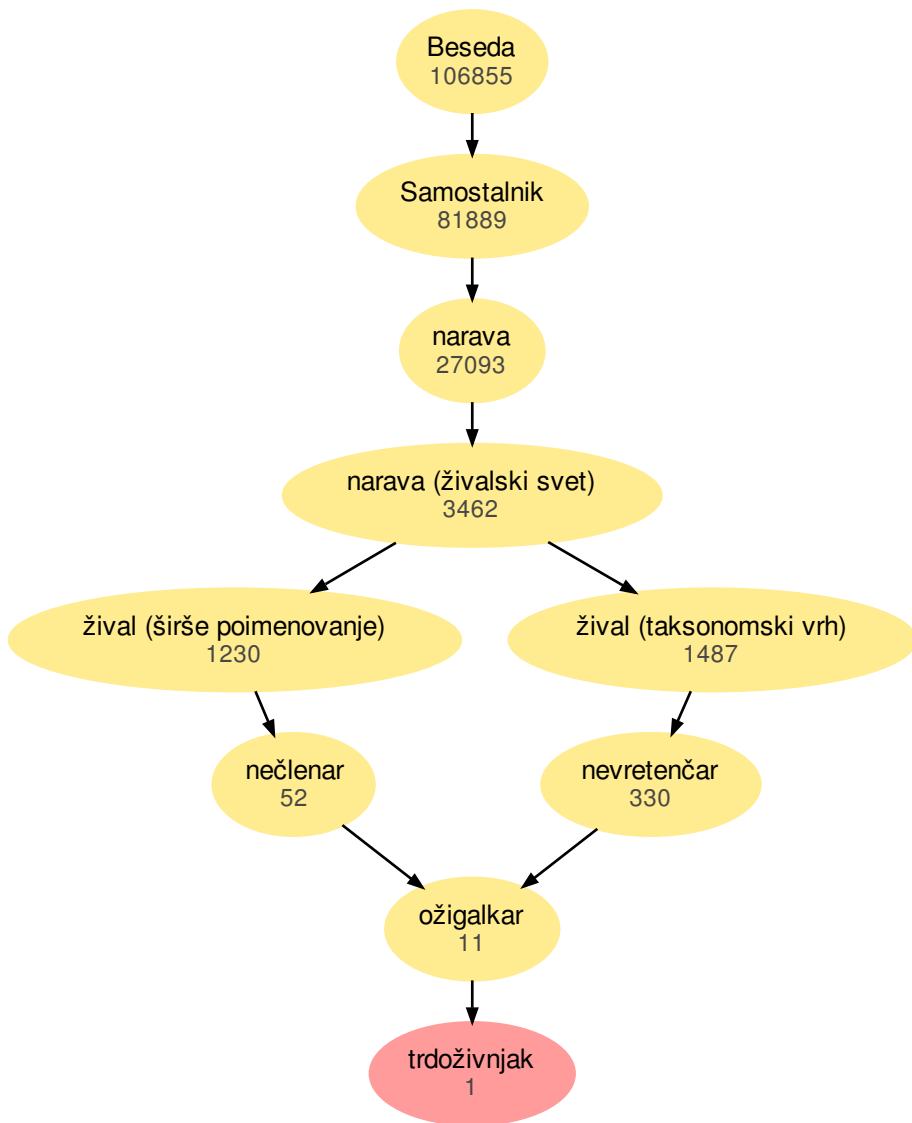 Beseda
106855
Samostalnik
81889
narava
27093
narava (živalski svet)
3462
žival (širše poimenovanje)
1230
žival (taksonomski vrh)
1487
nečlenar
52
nevretenčar
330
ožigalkar
11
trdoživnjak
1